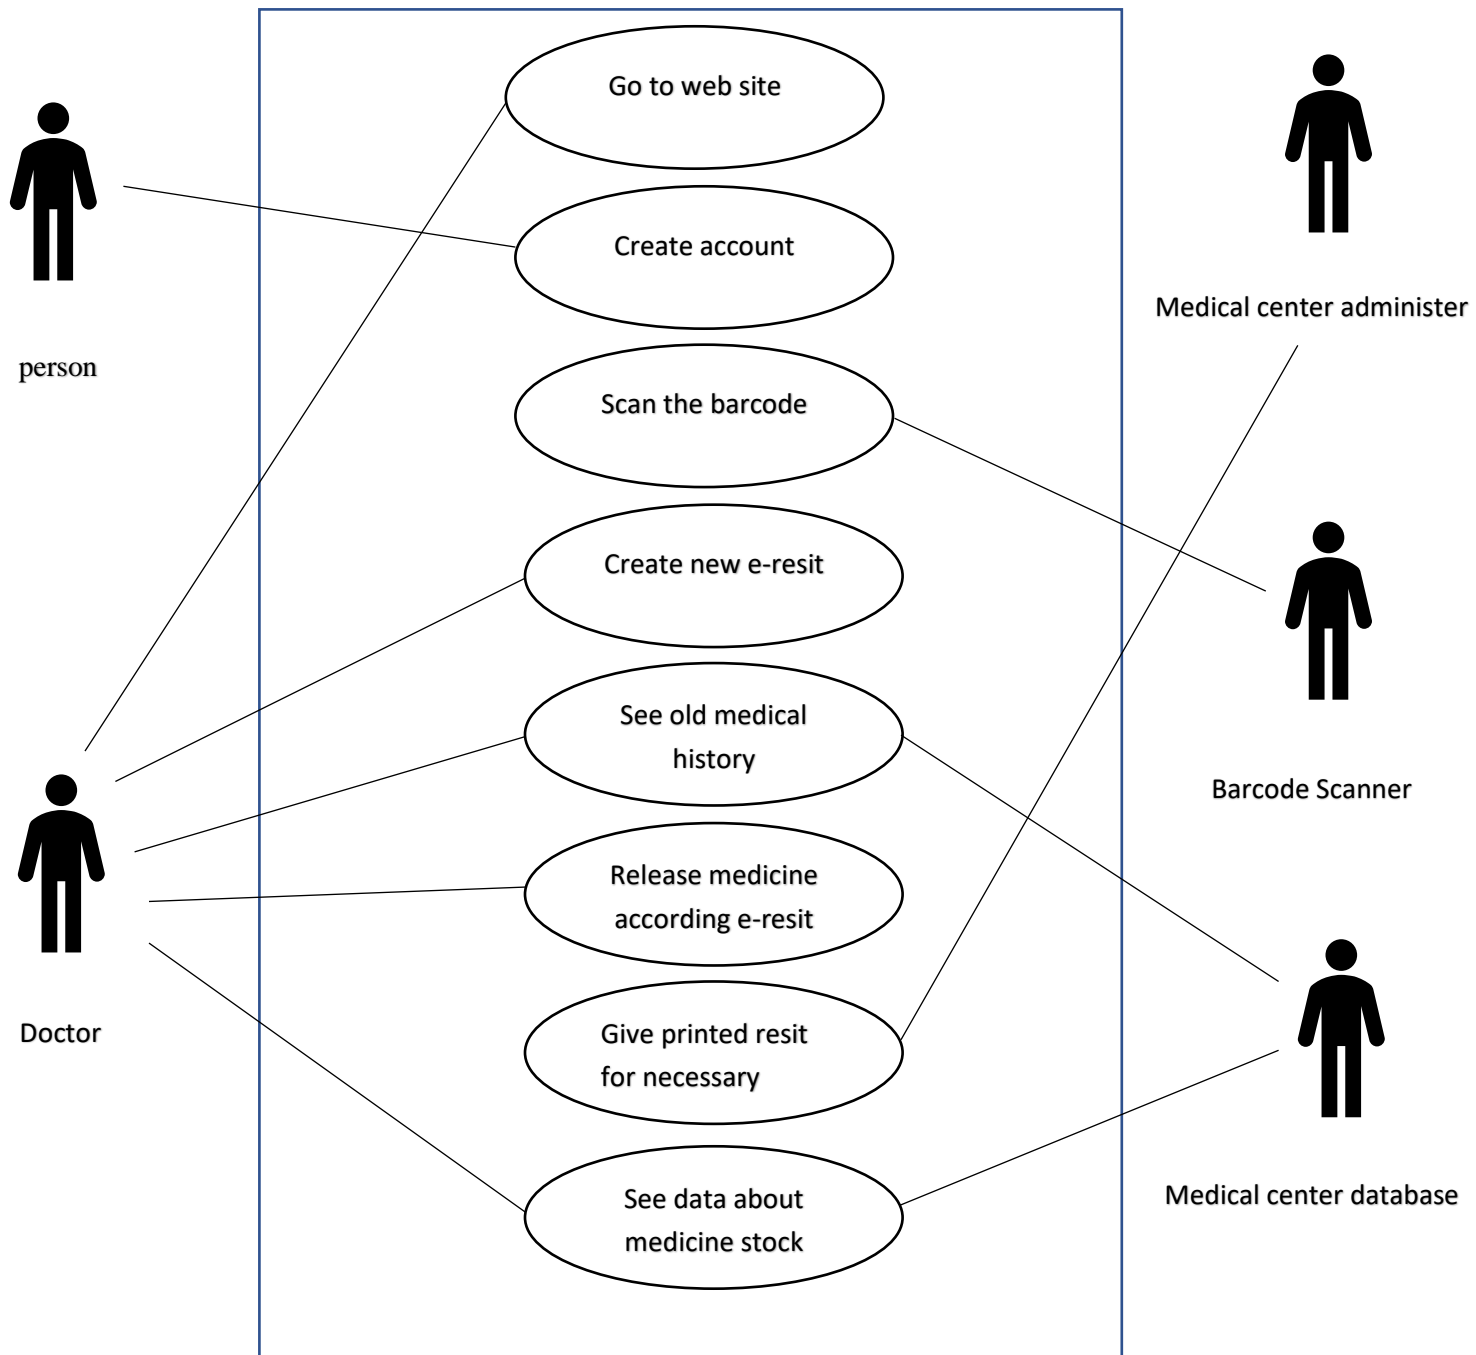 Go to web site
Create account
Medical center administer
person
Scan the barcode
Create new e-resit
See old medical
history
Barcode Scanner
Release medicine
according e-resit
Doctor
Give printed resit
for necessary
See data about
medicine stock
Medical center database